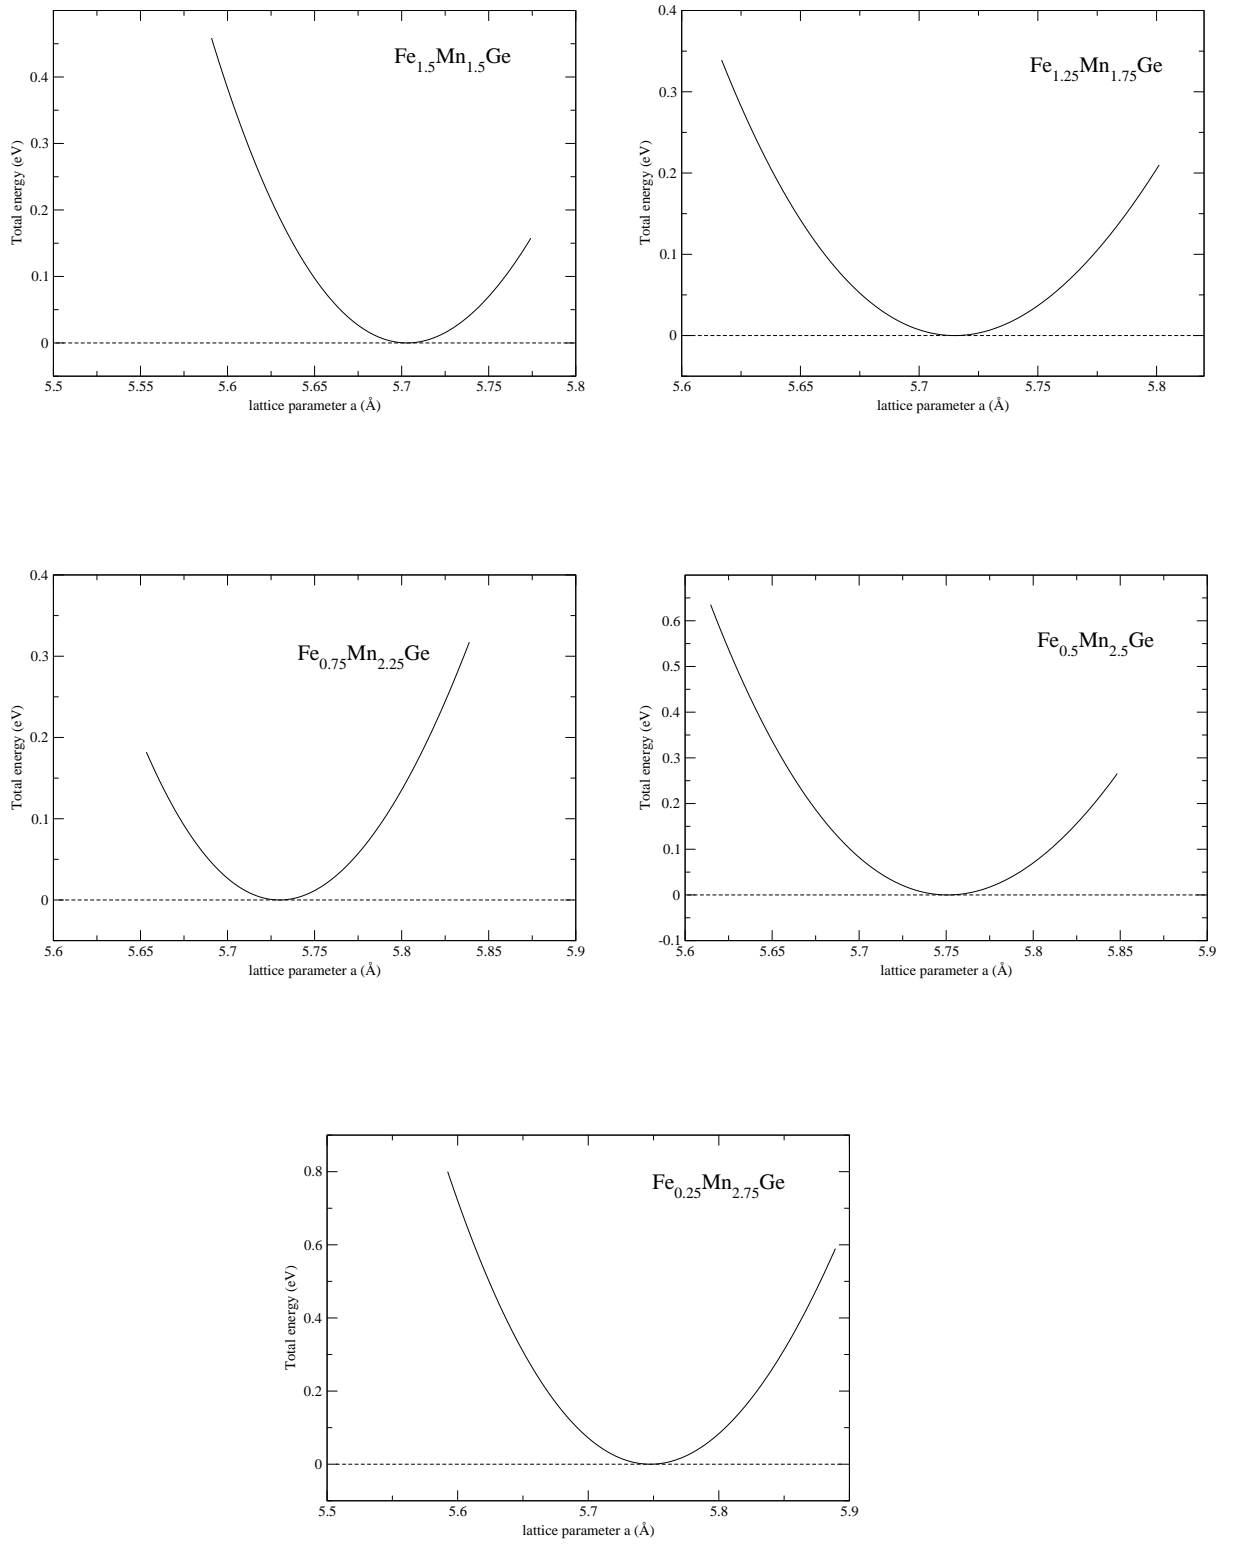 Fe1.5Mn1.5Ge
Total energy (eV)
0.4
0.3
0.2
0.1
0
5.5 5.55 5.6 5.65 5.7 5.75 5.8
lattice parameter a (Å)
Fe1.25Mn1.75Ge
Total energy (eV)
0.4
0.3
0.2
0.1
0
5.6 5.65 5.7 5.75 5.8
lattice parameter a (Å)
Fe0.75Mn2.25Ge
Total energy (eV)
0.4
0.3
0.2
0.1
0
5.6 5.65 5.7 5.75 5.8 5.85 5.9
lattice parameter a (Å)
Fe0.5Mn2.5Ge
Total energy (eV)
0.6
0.5
0.4
0.3
0.2
0.1
0
-0.1
5.6 5.65 5.7 5.75 5.8 5.85 5.9
lattice parameter a (Å)
Fe0.25Mn2.75Ge
Total energy (eV)
0.8
0.6
0.4
0.2
0
5.5 5.6 5.7 5.8 5.9
lattice parameter a (Å)